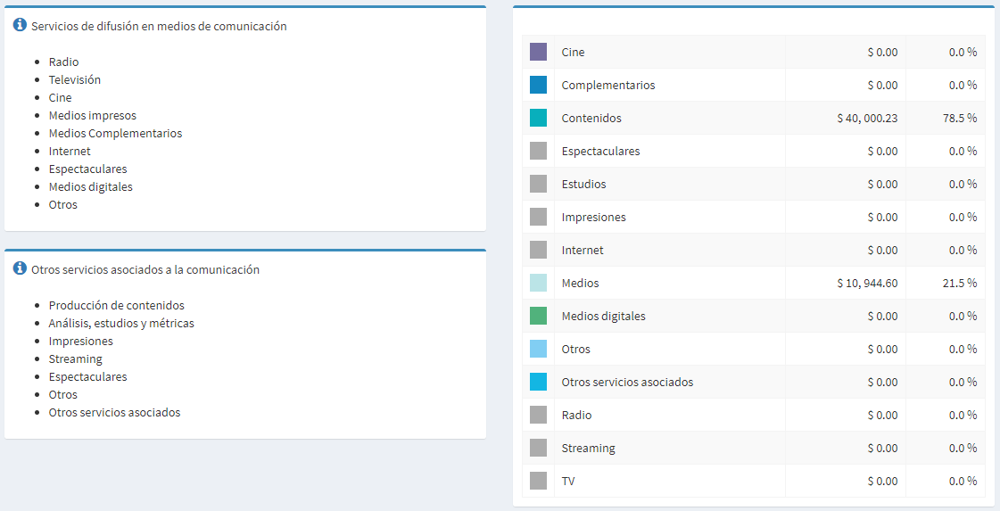 Servicios de difusión en medios de comunicación
Radio
Televisión
Cine
Medios impresos
Medios Complementarios
Internet
Espectaculares
Medios digitales
Otros
Otros servicios asociados a la comunicación
Producción de contenidos
Análisis, estudios y métricas
Impresiones
Streaming
Espectaculares
Otros
Otros servicios asociados
Cine $ 0.00 0.0 %
Complementarios $ 0.00 0.0 %
Contenidos $ 40, 000.23 78.5 %
Espectaculares $ 0.00 0.0 %
Estudios $ 0.00 0.0 %
Impresiones $ 0.00 0.0 %
Internet $ 0.00 0.0 %
Medios $ 10, 944.60 21.5 %
Medios digitales $ 0.00 0.0 %
Otros $ 0.00 0.0 %
Otros servicios asociados $ 0.00 0.0 %
Radio $ 0.00 0.0 %
Streaming $ 0.00 0.0 %
TV $ 0.00 0.0 %